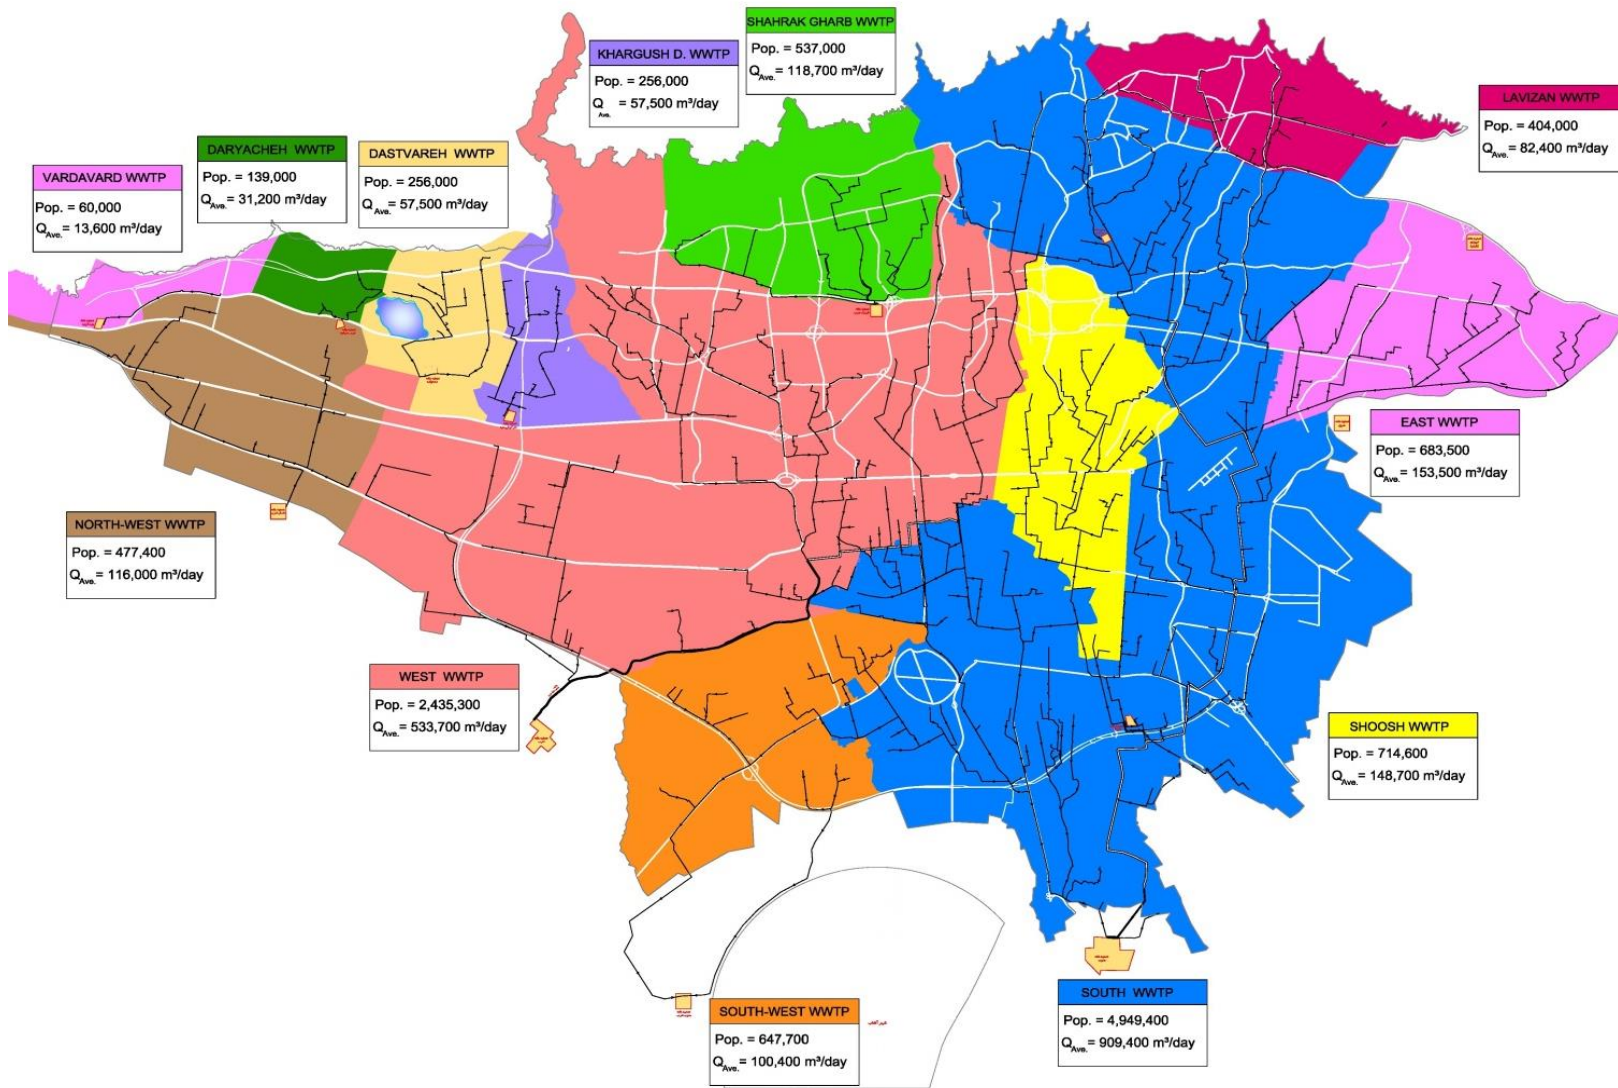 SHAHRAK GHARB WWTP
Pop. = 537,000
QAve. = 118,700 m³/day
KHARGUSH D. WWTP
Pop. = 256,000
Q Ave. = 57,500 m³/day
LAVIZAN WWTP
Pop. = 404,000
QAve. = 82,400 m³/day
DARYACHEH WWTP
Pop. = 139,000
QAve. = 31,200 m³/day
DASTVAREH WWTP
Pop. = 256,000
QAve. = 57,500 m³/day
VARDAVARD WWTP
Pop. = 60,000
QAve. = 13,600 m³/day
EAST WWTP
Pop. = 683,500
QAve. = 153,500 m³/day
NORTH-WEST WWTP
Pop. = 477,400
QAve. = 116,000 m³/day
WEST WWTP
Pop. = 2,435,300
QAve. = 533,700 m³/day
SHOOSH WWTP
Pop. = 714,600
QAve. = 148,700 m³/day
SOUTH WWTP
Pop. = 4,949,400
QAve. = 909,400 m³/day
SOUTH-WEST WWTP
Pop. = 647,700
QAve. = 100,400 m³/day